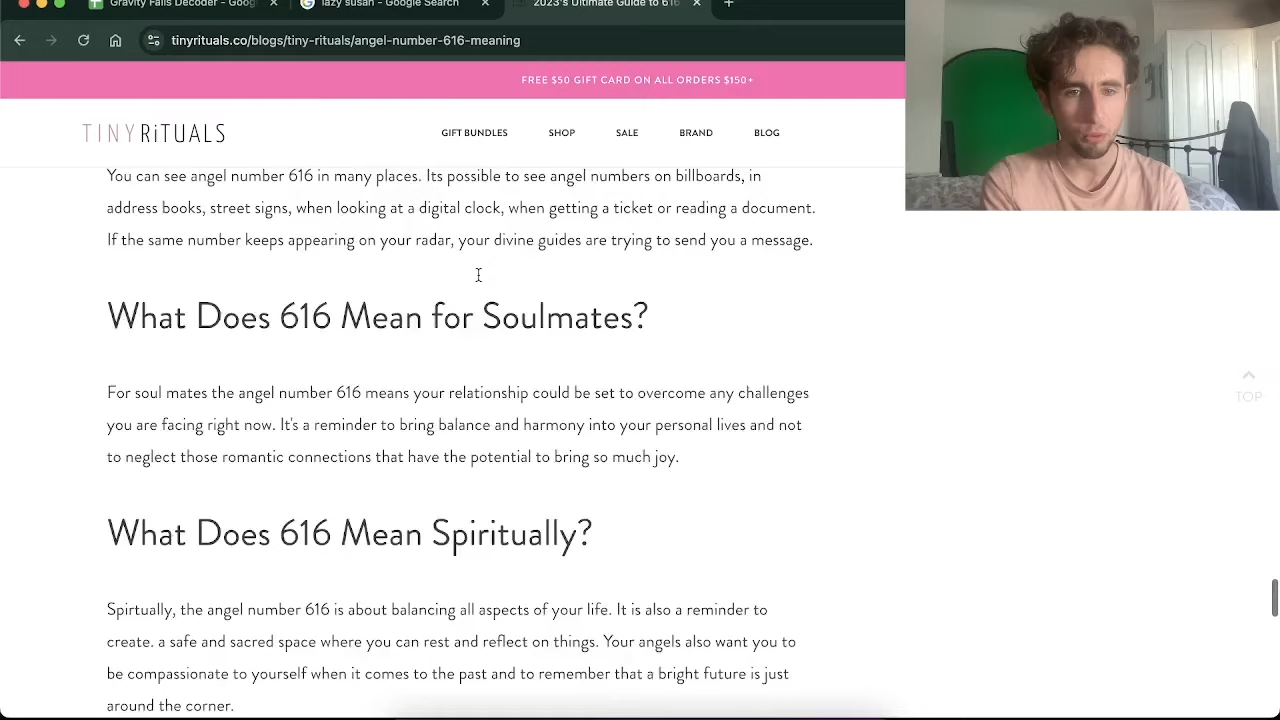 Gravity Falls Decoder - Goog
lazy susan - Google Search
2023's Ultimate Guide to 616
tinyrituals.co/blogs/tiny-rituals/angel-number-616-meaning
FREE $50 GIFT CARD ON ALL ORDERS $150+
TINYRiTUALS
GIFT BUNDLES SHOP SALE BRAND BLOG
You can see angel number 616 in many places. Its possible to see angel numbers on billboards, in
address books, street signs, when looking at a digital clock, when getting a ticket or reading a document.
If the same number keeps appearing on your radar, your divine guides are trying to send you a message.
What Does 616 Mean for Soulmates?
For soul mates the angel number 616 means your relationship could be set to overcome any challenges
you are facing right now. It's a reminder to bring balance and harmony into your personal lives and not
to neglect those romantic connections that have the potential to bring so much joy.
TOP
What Does 616 Mean Spiritually?
Spirtually, the angel number 616 is about balancing all aspects of your life. It is also a reminder to
create. a safe and sacred space where you can rest and reflect on things. Your angels also want you to
be compassionate to yourself when it comes to the past and to remember that a bright future is just
around the corner.